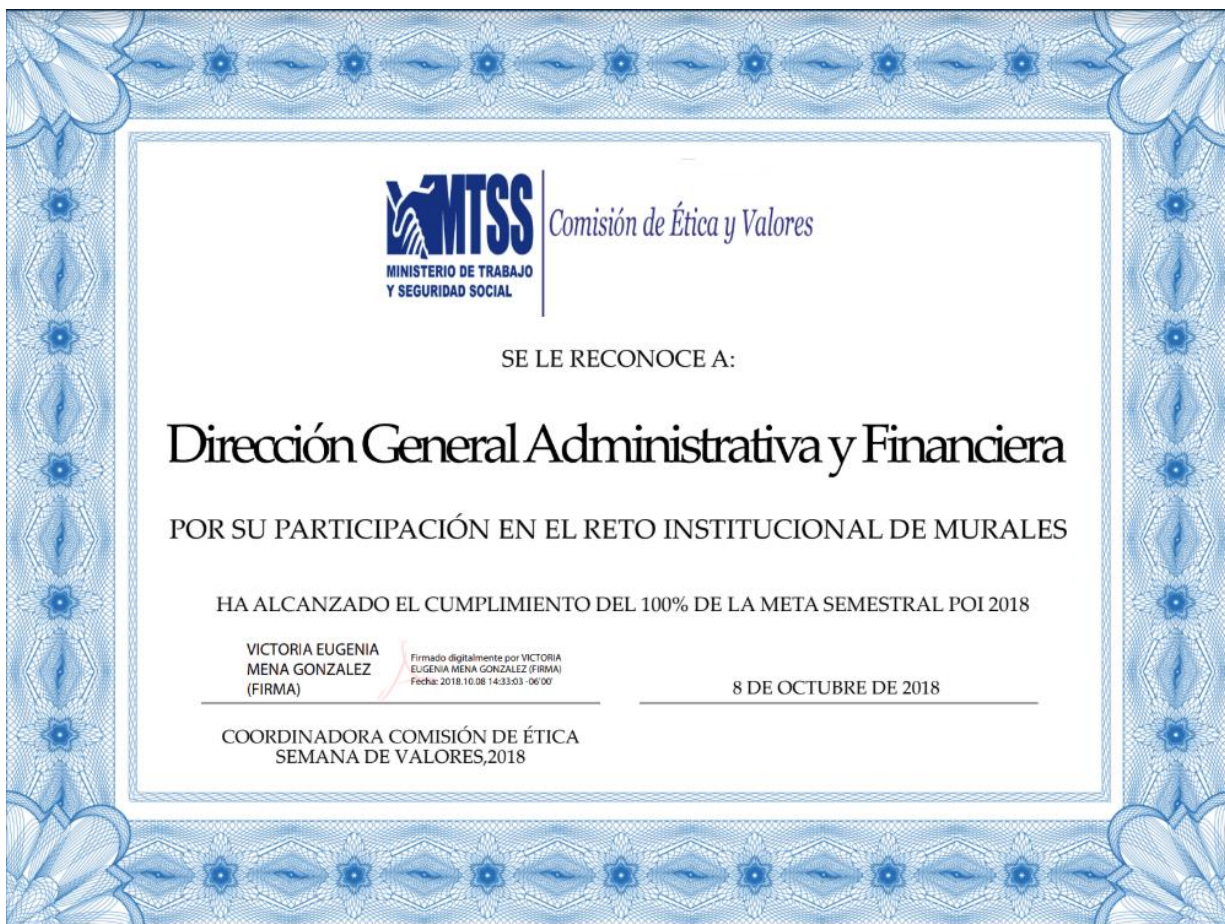 MTSS
MINISTERIO DE TRABAJO
Y SEGURIDAD SOCIAL
Comisión de Ética y Valores
SE LE RECONOCE A:
Dirección General Administrativa y Financiera
POR SU PARTICIPACIÓN EN EL RETO INSTITUCIONAL DE MURALES
HA ALCANZADO EL CUMPLIMIENTO DEL 100% DE LA META SEMESTRAL POI 2018
VICTORIA EUGENIA
MENA GONZALEZ
(FIRMA)
Firmado digitalmente por VICTORIA
EUGENIA MENA GONZALEZ (FIRMA)
Fecha: 2018.10.08 14:33:03 -06'00'
8 DE OCTUBRE DE 2018
COORDINADORA COMISIÓN DE ÉTICA
SEMANA DE VALORES,2018